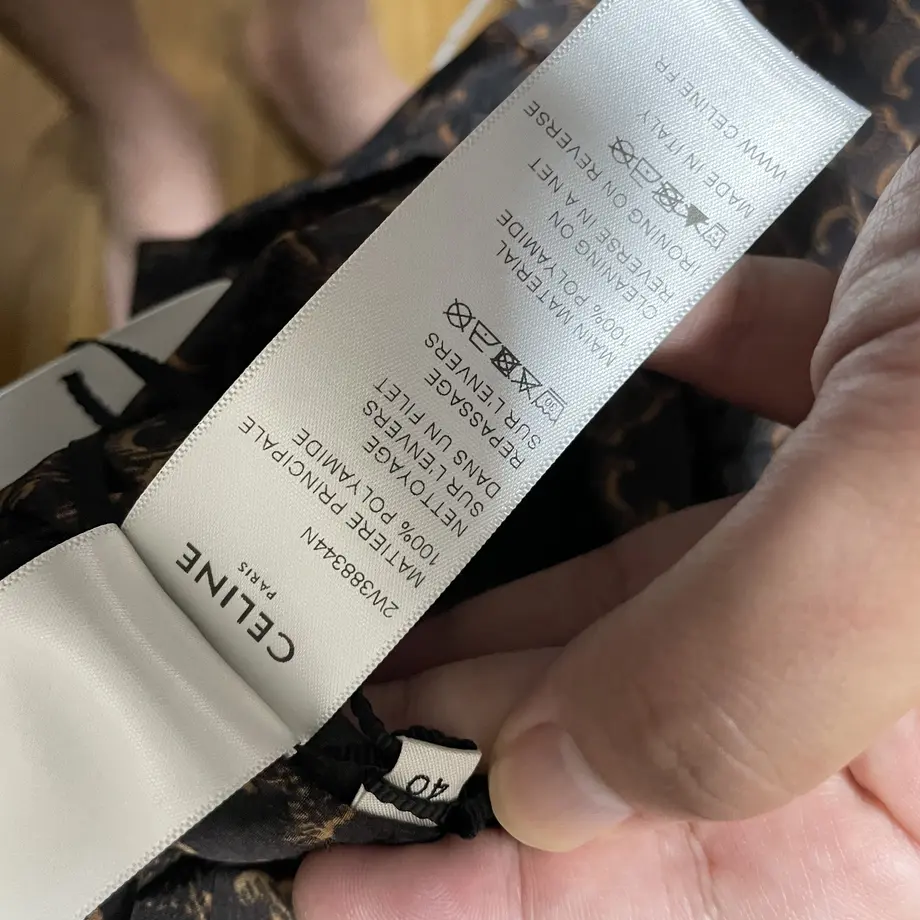 CELINE
PARIS
2W388344N
MATIERE PRINCIPALE
100% POLYAMIDE
NETTOYAGE
SUR L'ENVERS
DANS UN FILET
REPASSAGE
SUR L'ENVERS
MAIN MATERIAL
100% POLYAMIDE
CLEANING ON
REVERSE IN A NET
IRONING ON REVERSE
MADE IN ITALY
WWW.CELINE.FR
40